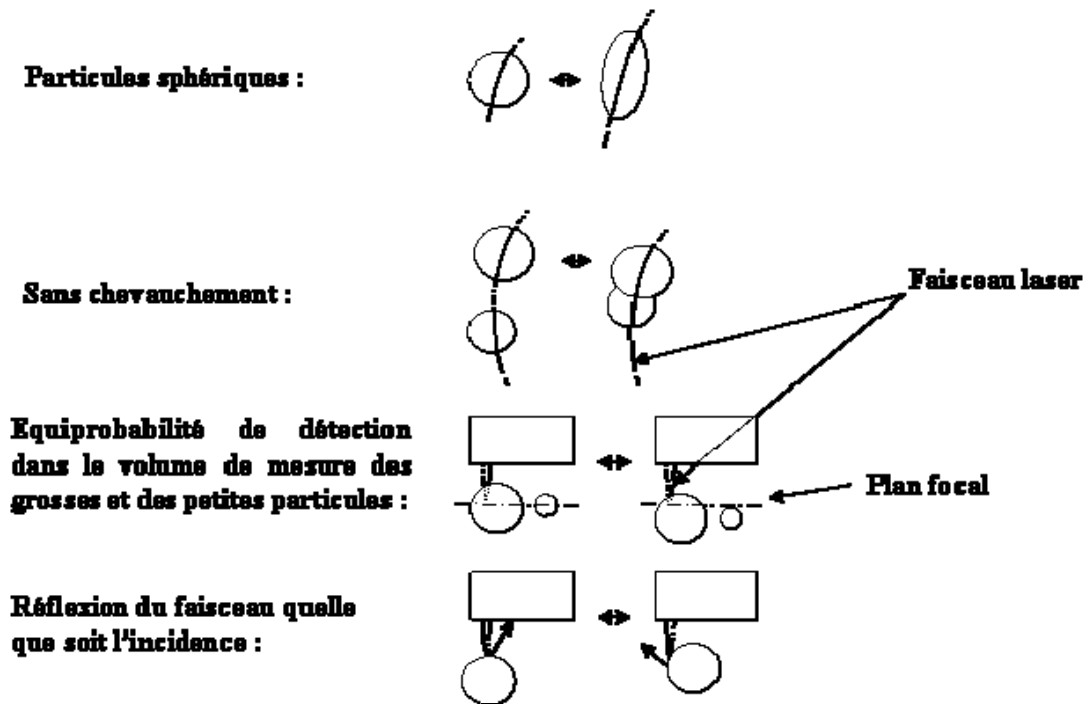 Particules sphériques :
Sans chevauchement :
Faisceau laser
Equiprobabilité de détection
dans le volume de mesure des
grosses et des petites particules :
Plan focal
Réflexion du faisceau quelle
que soit l'incidence :